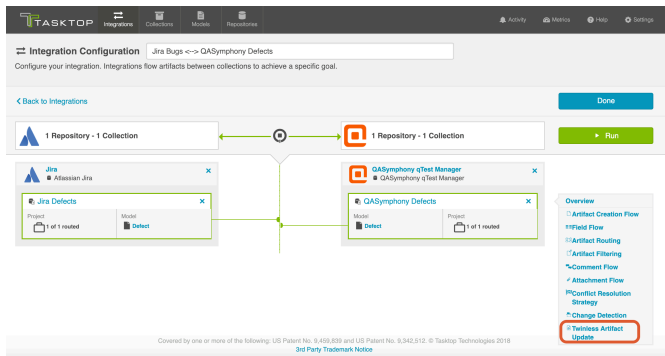 TASKTOP
Integrations
Collections
Models
Repositories
Activity
Metrics
Help
Settings
Integration Configuration
Jira Bugs <--> QASymphony Defects
Configure your integration. Integrations flow artifacts between collections to achieve a specific goal.
Back to Integrations
Done
1 Repository - 1 Collection
1 Repository - 1 Collection
Run
Jira
Atlassian Jira
QASymphony qTest Manager
QASymphony qTest Manager
Jira Defects
QASymphony Defects
Project
1 of 1 routed
Model
Defect
Model
Defect
Project
1 of 1 routed
Overview
Artifact Creation Flow
Field Flow
Artifact Routing
Artifact Filtering
Comment Flow
Attachment Flow
Conflict Resolution
Strategy
Change Detection
Twinless Artifact
Update
Covered by one or more of the following: US Patent No. 9,459,839 and US Patent No. 9,342,512. © Tasktop Technologies 2018
3rd Party Trademark Notice